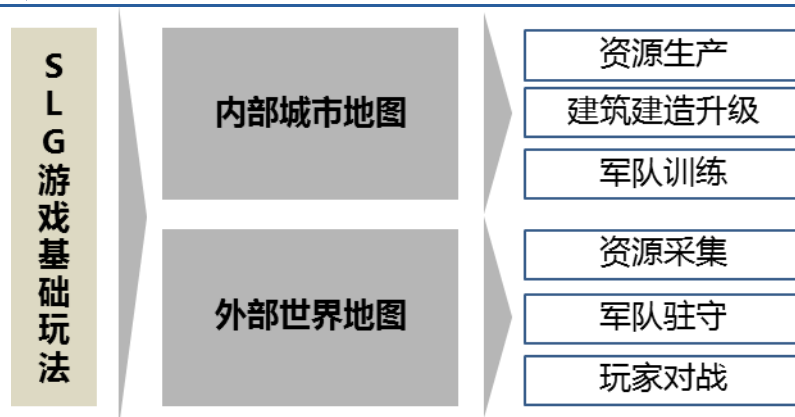 SLG游戏基础玩法
内部城市地图
资源生产
建筑建造升级
军队训练
外部世界地图
资源采集
军队驻守
玩家对战